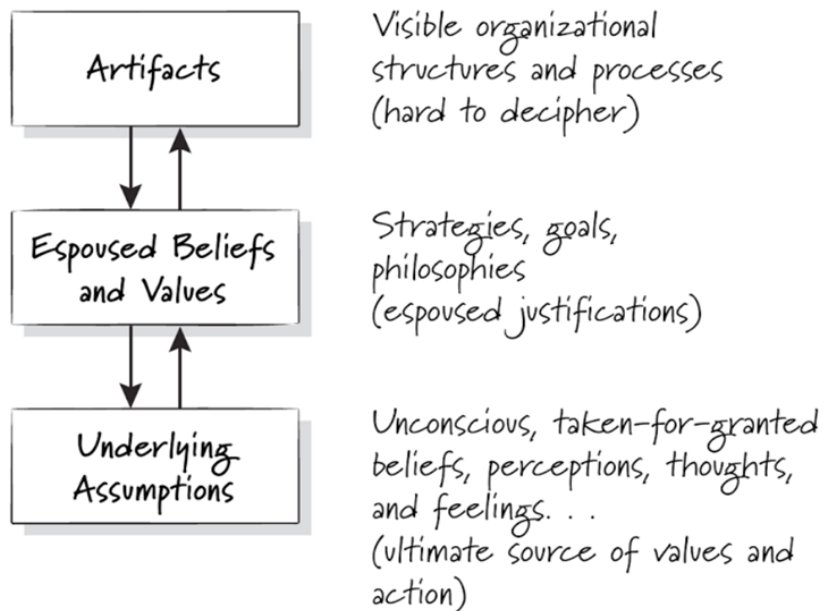 Artifacts
Visible organizational
structures and processes
(hard to decipher)
Espoused Beliefs
and Values
Strategies, goals,
philosophies
(espoused justifications)
Underlying
Assumptions
Unconscious, taken-for-granted
beliefs, perceptions, thoughts,
and feelings. . .
(ultimate source of values and
action)